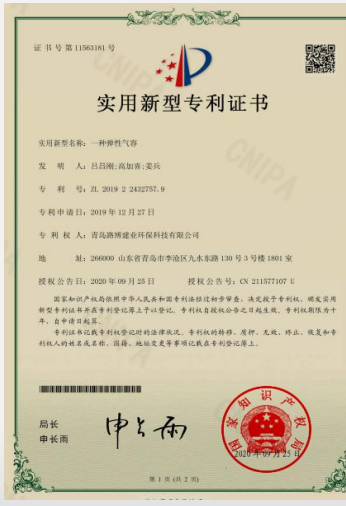 证书号第11563181号
实用新型专利证书
实用新型名称：一种弹性气容
发 明 人：吕昌刚;高加喜;姜兵
专 利 号：ZL 2019 2 2432757.9
专利申请日：2019年12月27日
专 利 权 人：青岛路博建业环保科技有限公司
地 址：266000 山东省青岛市李沧区九水东路130号3号楼1801室
授权公告日：2020年09月25日 授权公告号：CN 211577107 U
国家知识产权局依照中华人民共和国专利法经过初步审查，决定授予专利权，颁发实用
新型专利证书并在专利登记簿上予以登记。专利权自授权公告之日起生效。专利权期限为十
年，自申请日起算。
专利证书记载专利权登记时的法律状况。专利权的转移、质押、无效、终止、恢复和专
利权人的姓名或名称、国籍、地址变更等事项记载在专利登记簿上。
局长
申长雨
申长雨
国家知识产权局
2020年09月25日
第 1 页 (共 2 页)
CNIPA
CNIPA